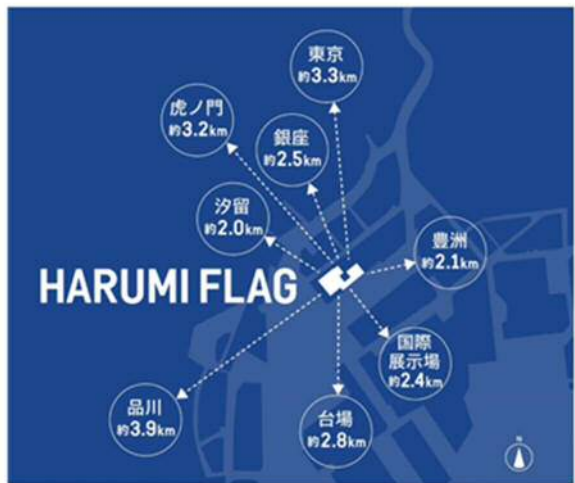 東京
約3.3km
虎ノ門
約3.2km
銀座
約2.5km
汐留
約2.0km
豊洲
約2.1km
HARUMI FLAG
国際
展示場
約2.4km
品川
約3.9km
台場
約2.8km
N